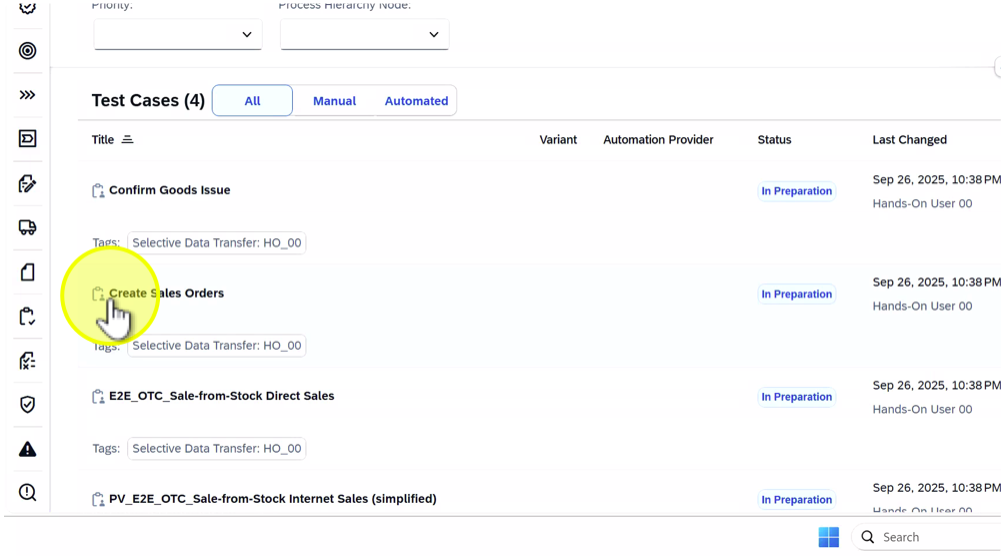 Priority: Process Hierarchy Node:
Test Cases (4) All Manual Automated
Title Variant Automation Provider Status Last Changed
Confirm Goods Issue In Preparation Sep 26, 2025, 10:38 PM
Hands-On User 00
Tags: Selective Data Transfer: HO_00
Create Sales Orders In Preparation Sep 26, 2025, 10:38 PM
Hands-On User 00
Tags: Selective Data Transfer: HO_00
E2E_OTC_Sale-from-Stock Direct Sales In Preparation Sep 26, 2025, 10:38 PM
Hands-On User 00
Tags: Selective Data Transfer: HO_00
PV_E2E_OTC_Sale-from-Stock Internet Sales (simplified) In Preparation Sep 26, 2025, 10:38 PM
Hands-On User 00
Search